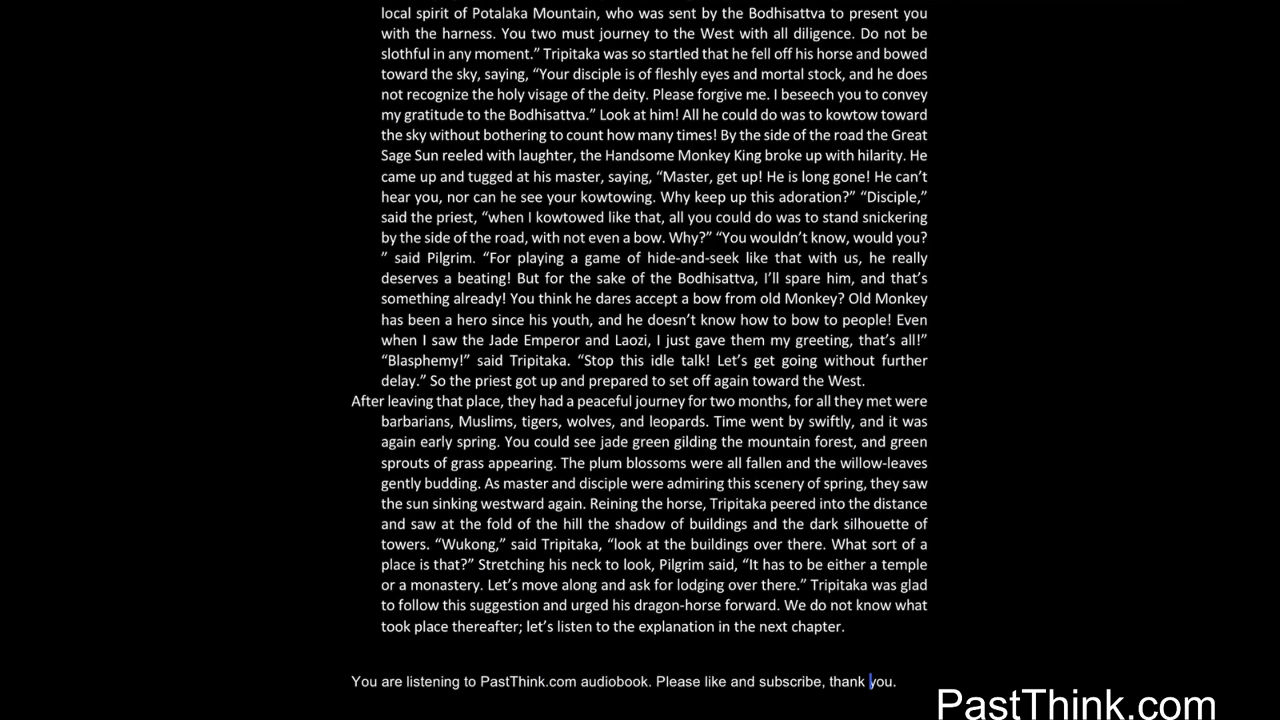 local spirit of Potalaka Mountain, who was sent by the Bodhisattva to present you
with the harness. You two must journey to the West with all diligence. Do not be
slothful in any moment.” Tripitaka was so startled that he fell off his horse and bowed
toward the sky, saying, “Your disciple is of fleshly eyes and mortal stock, and he does
not recognize the holy visage of the deity. Please forgive me. I beseech you to convey
my gratitude to the Bodhisattva.” Look at him! All he could do was to kowtow toward
the sky without bothering to count how many times! By the side of the road the Great
Sage Sun reeled with laughter, the Handsome Monkey King broke up with hilarity. He
came up and tugged at his master, saying, “Master, get up! He is long gone! He can’t
hear you, nor can he see your kowtowing. Why keep up this adoration?” “Disciple,”
said the priest, “when I kowtowed like that, all you could do was to stand snickering
by the side of the road, with not even a bow. Why?” “You wouldn’t know, would you?
” said Pilgrim. “For playing a game of hide-and-seek like that with us, he really
deserves a beating! But for the sake of the Bodhisattva, I’ll spare him, and that’s
something already! You think he dares accept a bow from old Monkey? Old Monkey
has been a hero since his youth, and he doesn’t know how to bow to people! Even
when I saw the Jade Emperor and Laozi, I just gave them my greeting, that’s all!”
“Blasphemy!” said Tripitaka. “Stop this idle talk! Let’s get going without further
delay.” So the priest got up and prepared to set off again toward the West.
After leaving that place, they had a peaceful journey for two months, for all they met were
barbarians, Muslims, tigers, wolves, and leopards. Time went by swiftly, and it was
again early spring. You could see jade green gilding the mountain forest, and green
sprouts of grass appearing. The plum blossoms were all fallen and the willow-leaves
gently budding. As master and disciple were admiring this scenery of spring, they saw
the sun sinking westward again. Reining the horse, Tripitaka peered into the distance
and saw at the fold of the hill the shadow of buildings and the dark silhouette of
towers. “Wukong,” said Tripitaka, “look at the buildings over there. What sort of a
place is that?” Stretching his neck to look, Pilgrim said, “It has to be either a temple
or a monastery. Let’s move along and ask for lodging over there.” Tripitaka was glad
to follow this suggestion and urged his dragon-horse forward. We do not know what
took place thereafter; let’s listen to the explanation in the next chapter.
You are listening to PastThink.com audiobook. Please like and subscribe, thank you.
PastThink.com